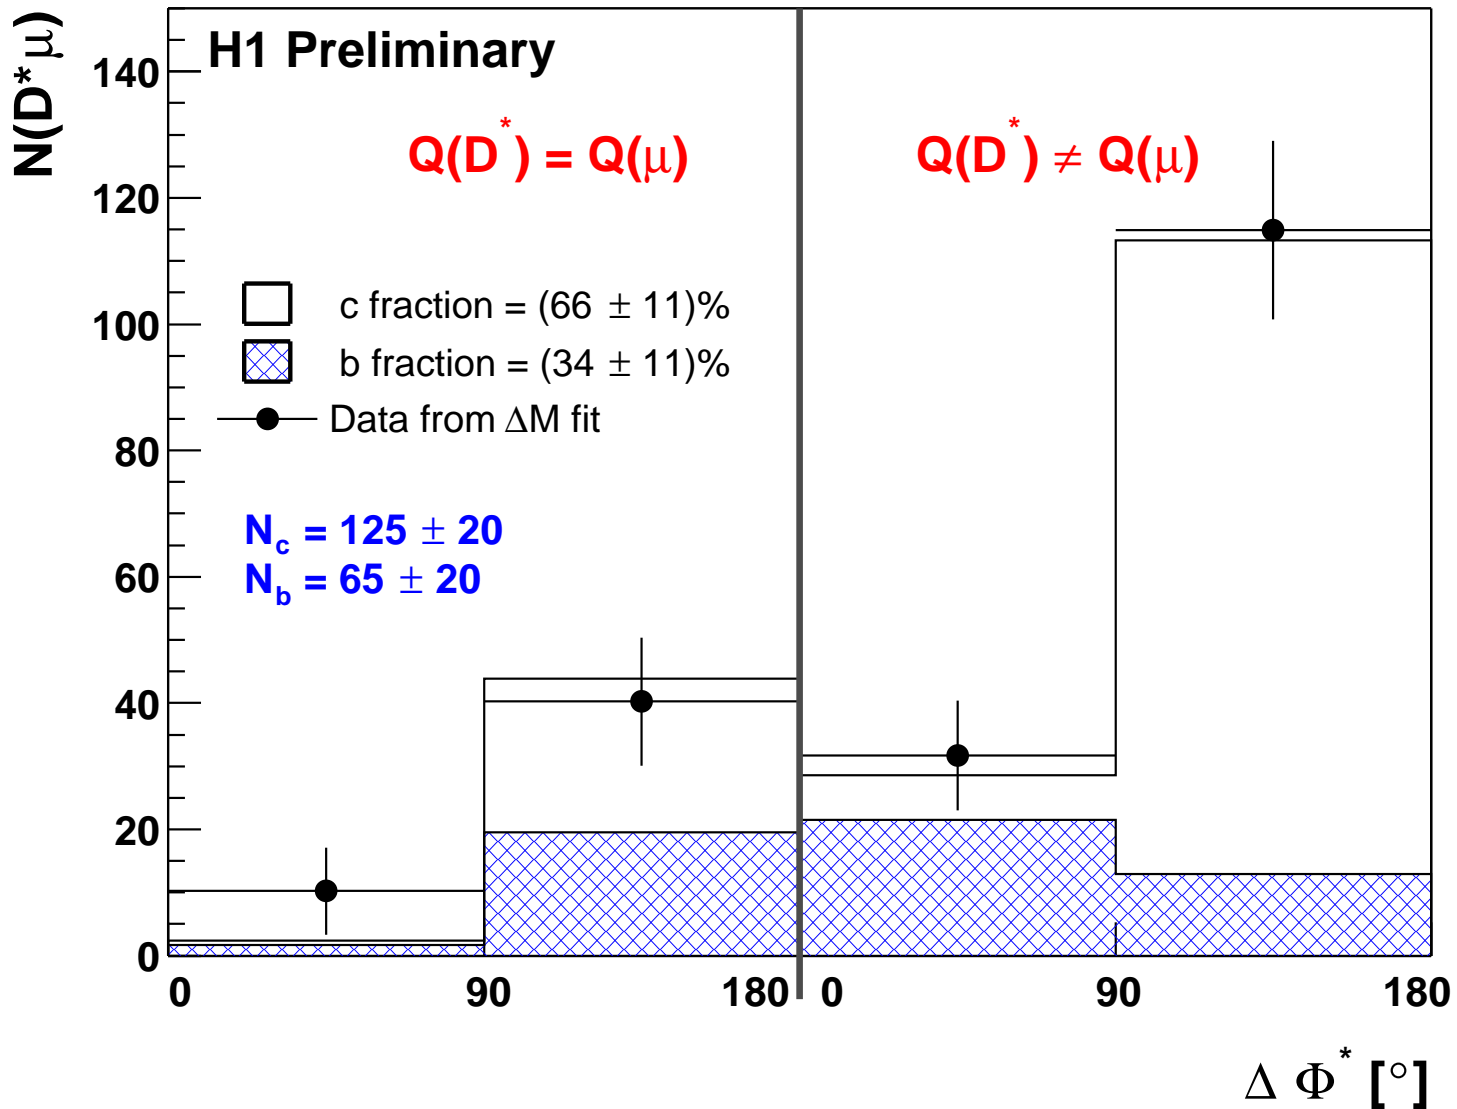 N(D*μ)
H1 Preliminary
Q(D*) = Q(μ)
Q(D*) ≠ Q(μ)
c fraction = (66 ± 11)%
b fraction = (34 ± 11)%
Data from ΔM fit
N_c = 125 ± 20
N_b = 65 ± 20
140
120
100
80
60
40
20
0
0 90 180 0 90 180
Δ Φ* [°]